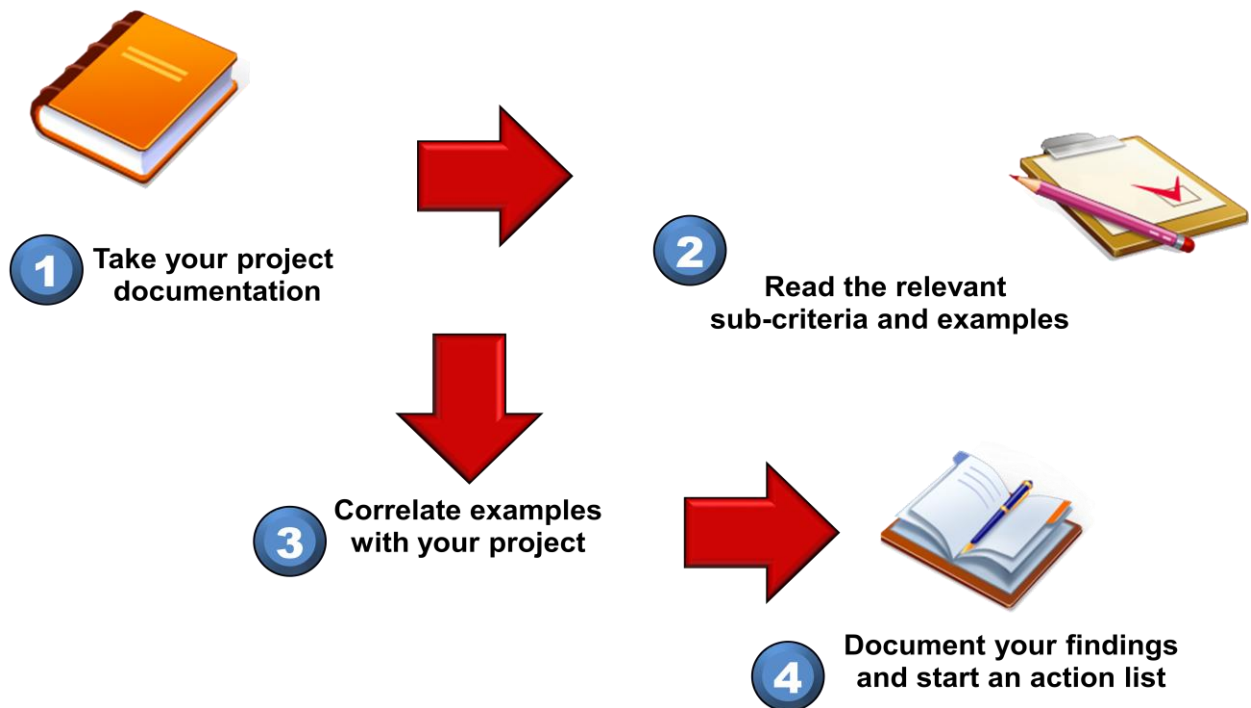 1
Take your project
documentation
2
Read the relevant
sub-criteria and examples
3
Correlate examples
with your project
4
Document your findings
and start an action list